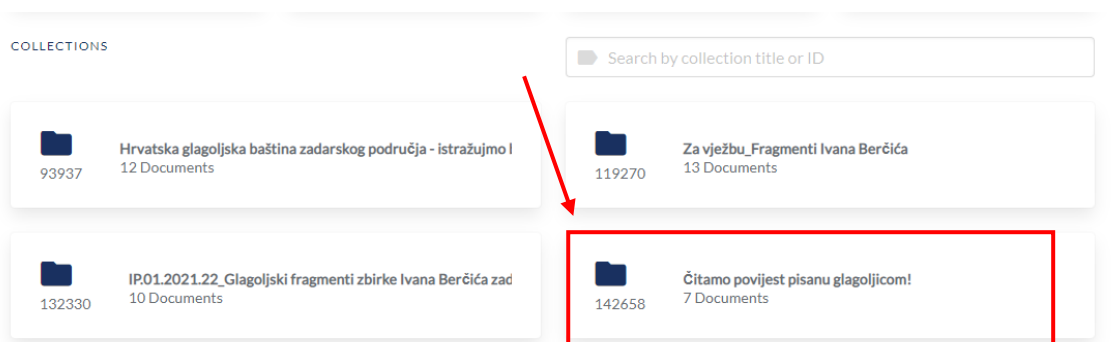 COLLECTIONS
Search by collection title or ID
Hrvatska glagoljska baština zadarskog područja - istražujmo l
93937
12 Documents
Za vježbu_Fragmenti Ivana Berčića
119270
13 Documents
IP.01.2021.22_Glagoljski fragmenti zbirke Ivana Berčića zad
132330
10 Documents
Čitamo povijest pisanu glagoljicom!
142658
7 Documents